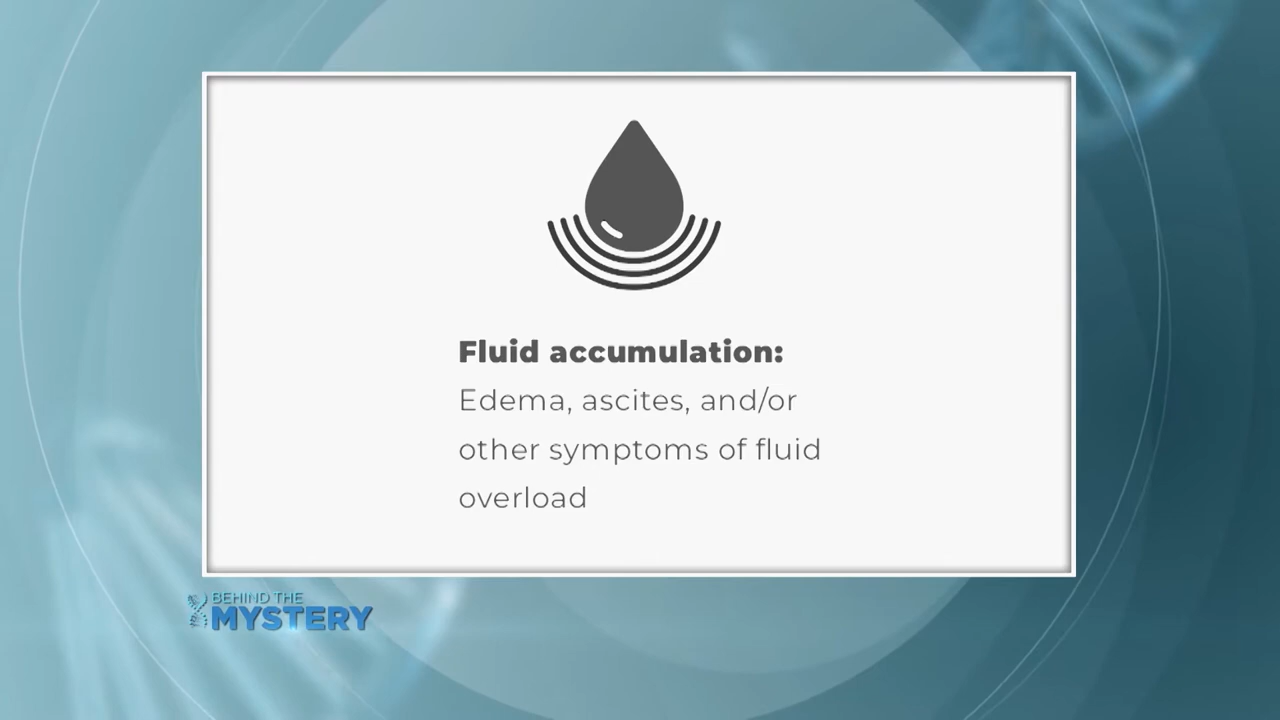 Fluid accumulation:
Edema, ascites, and/or
other symptoms of fluid
overload
BEHIND THE
MYSTERY